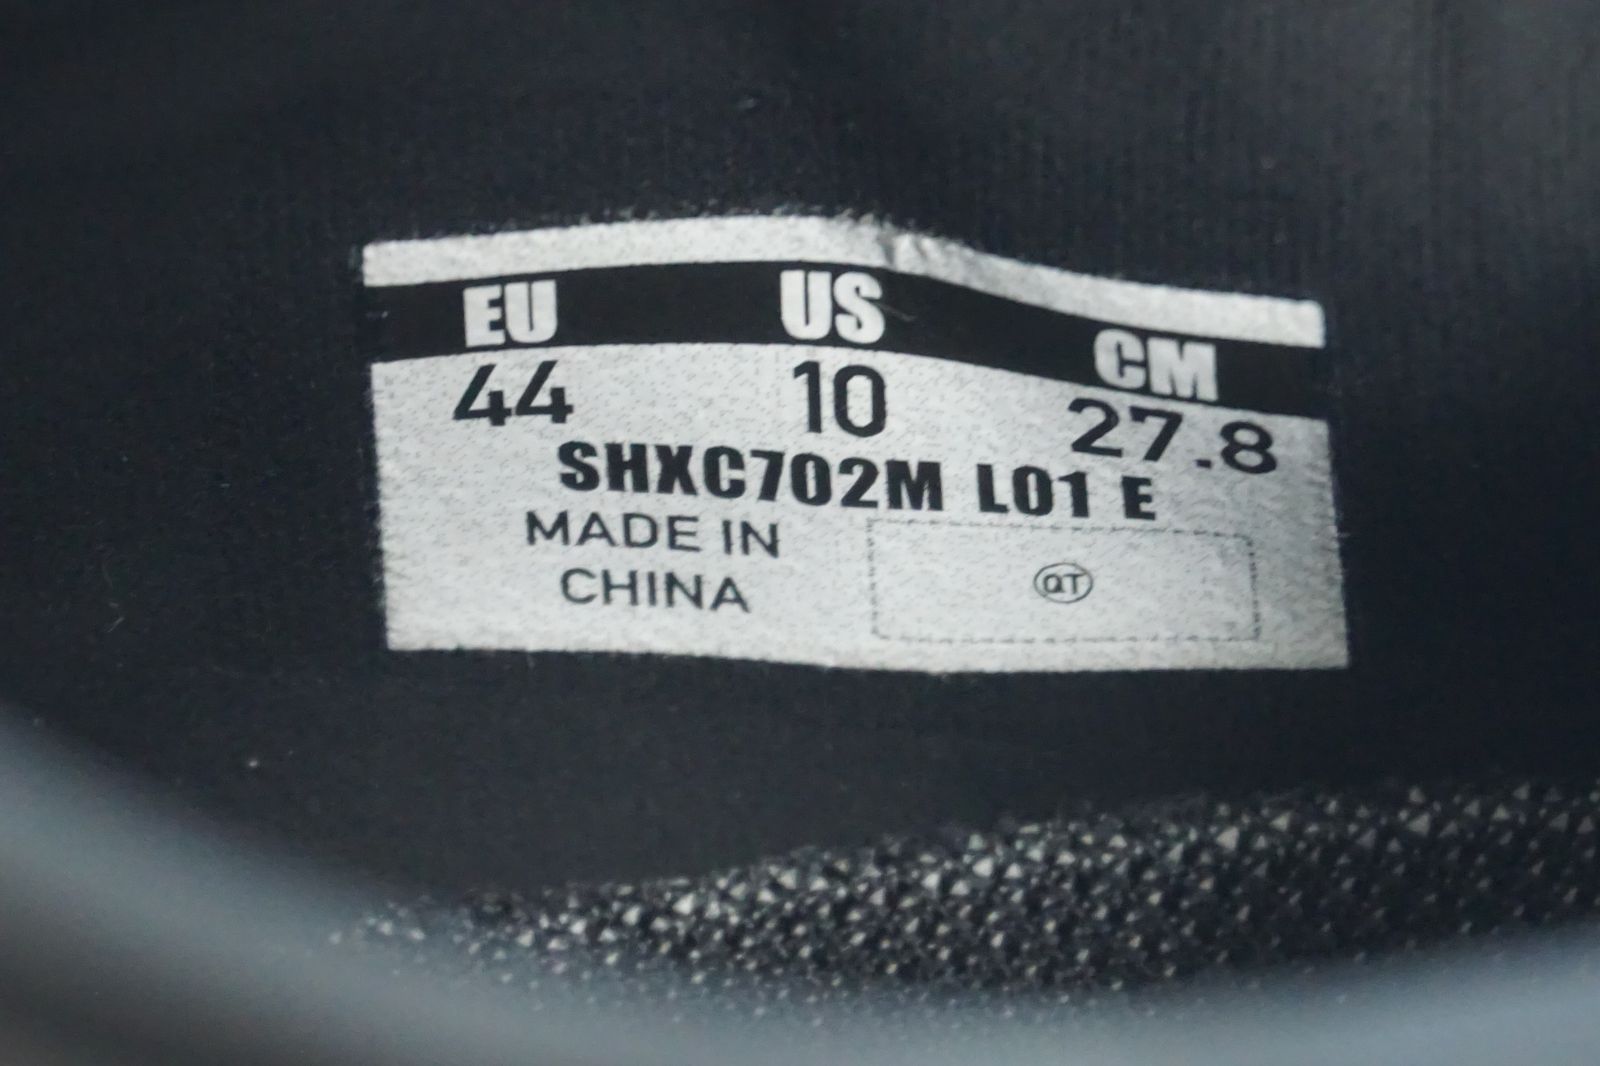 EU US CM
44 10 27.8
SHXC702M L01 E
MADE IN
CHINA
QT